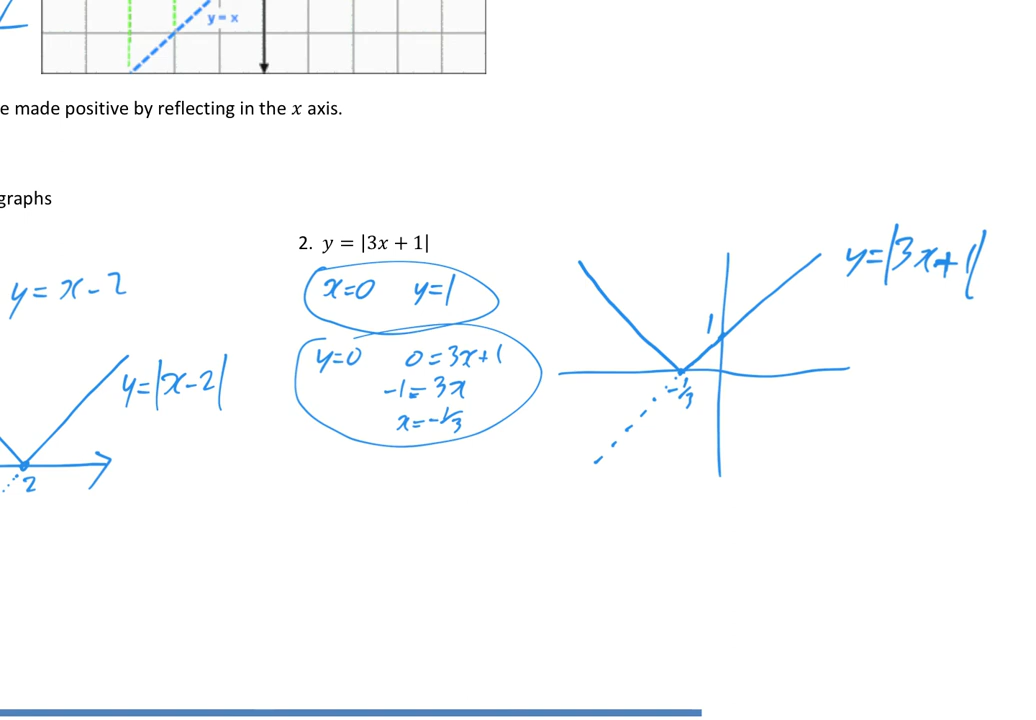 y = x
e made positive by reflecting in the x axis.
graphs
y = x - 2
y = |x - 2|
2
2. y = |3x + 1|
x=0 y=1
y=0 0 = 3x + 1
-1 = 3x
x = -1/3
y = |3x + 1|
1
-1/3